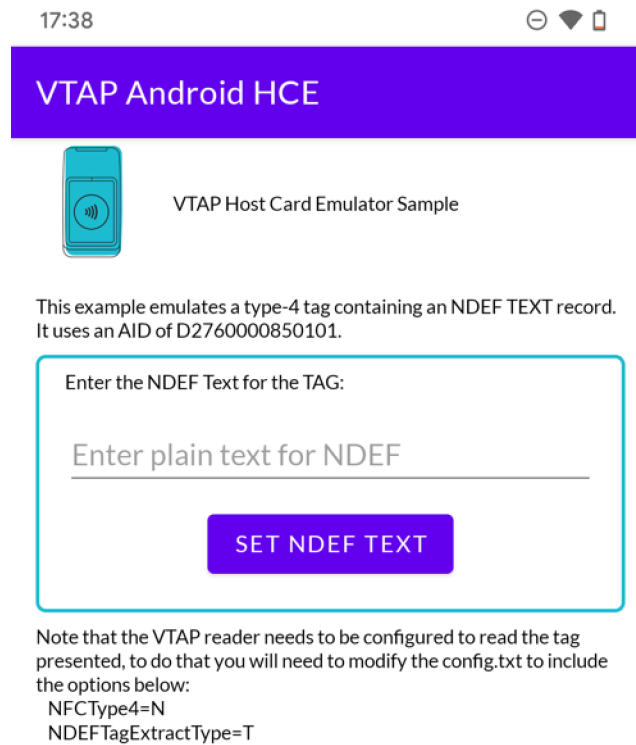 17:38
VTAP Android HCE
VTAP Host Card Emulator Sample
This example emulates a type-4 tag containing an NDEF TEXT record.
It uses an AID of D2760000850101.
Enter the NDEF Text for the TAG:
Enter plain text for NDEF
SET NDEF TEXT
Note that the VTAP reader needs to be configured to read the tag
presented, to do that you will need to modify the config.txt to include
the options below:
NFCType4=N
NDEFTagExtractType=T